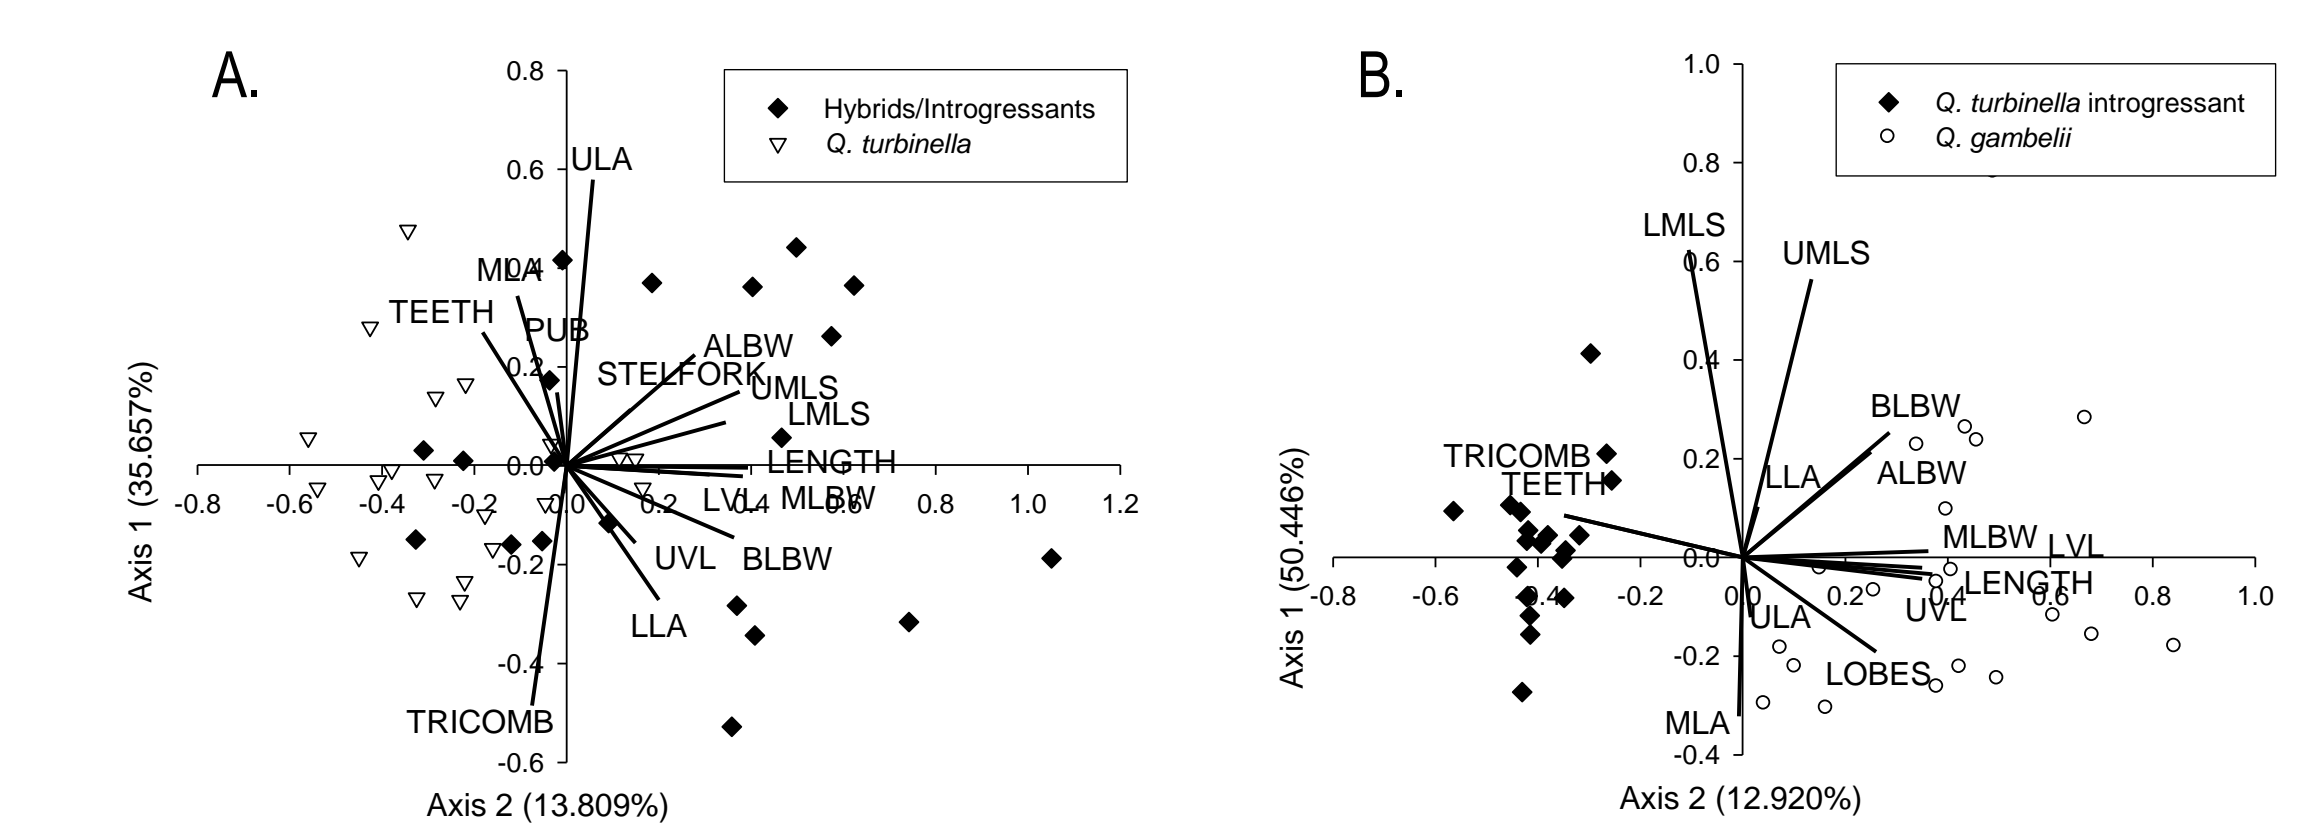 A.
Hybrids/Introgressants
Q. turbinella
0.8
0.6
0.4
0.2
0.0
-0.2
-0.4
-0.6
ULA
MLA
TEETH
PUB
ALBW
STELFORK
UMLS
LMLS
LENGTH
LVL
MLBW
UVL
BLBW
LLA
TRICOMB
-0.8
-0.6
-0.4
-0.2
0.0
0.2
0.4
0.6
0.8
1.0
1.2
Axis 1 (35.657%)
Axis 2 (13.809%)
B.
Q. turbinella introgressant
Q. gambelii
1.0
0.8
0.6
0.4
0.2
0.0
-0.2
-0.4
LMLS
UMLS
BLBW
TRICOMB
TEETH
LLA
ALBW
MLBW
LVL
LENGTH
UVL
ULA
LOBES
MLA
-0.8
-0.6
-0.4
-0.2
0.0
0.2
0.4
0.6
0.8
1.0
Axis 1 (50.446%)
Axis 2 (12.920%)